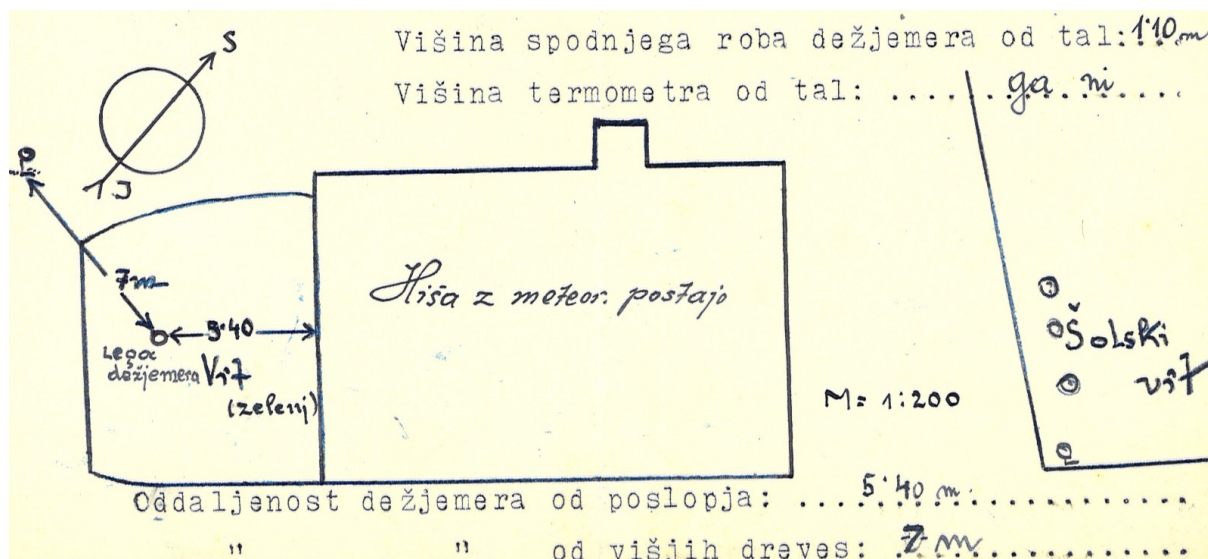 Višina spodnjega roba dežjemera od tal: 1'10 m
Višina termometra od tal: ..... ga ni ....
S
J
7m
5'40
Lega
dežjemera
Vrt
(zelenj)
Hiša z meteor. postajo
M= 1:200
Šolski
vrt
Oddaljenost dežjemera od poslopja: ... 5'40 m ............
" " od višjih dreves: 7 m ............